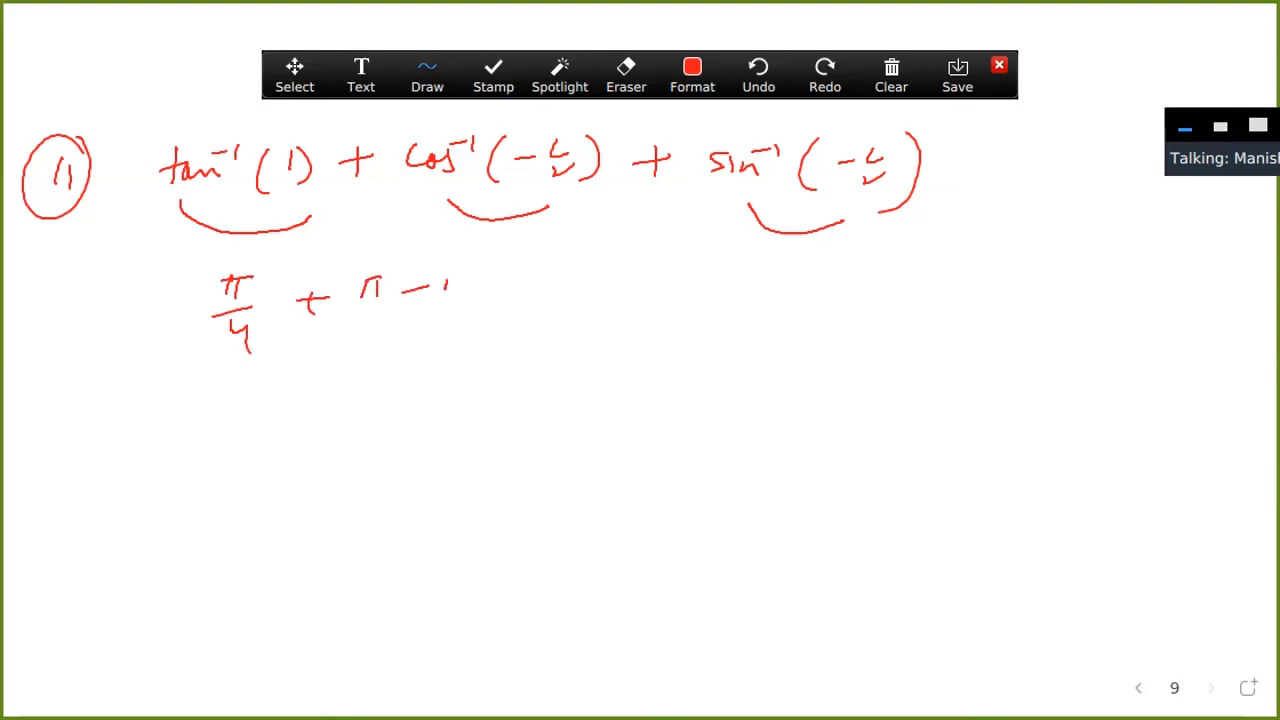 Select Text Draw Stamp Spotlight Eraser Format Undo Redo Clear Save
Talking: Manish
11 tan⁻¹(1) + cos⁻¹(-1/2) + sin⁻¹(-1/2)
π/4 + π -
9